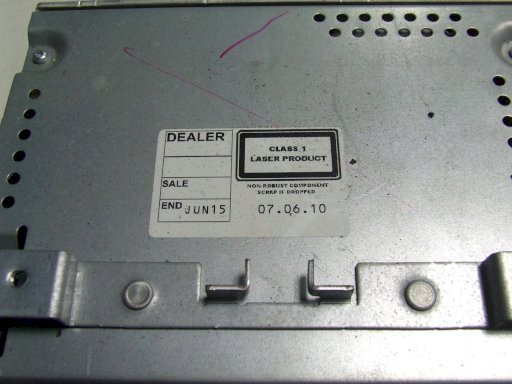 DEALER
SALE
END JUN15
CLASS 1
LASER PRODUCT
NON-ROBUST COMPONENT
SCRAP IF DROPPED
07.06.10